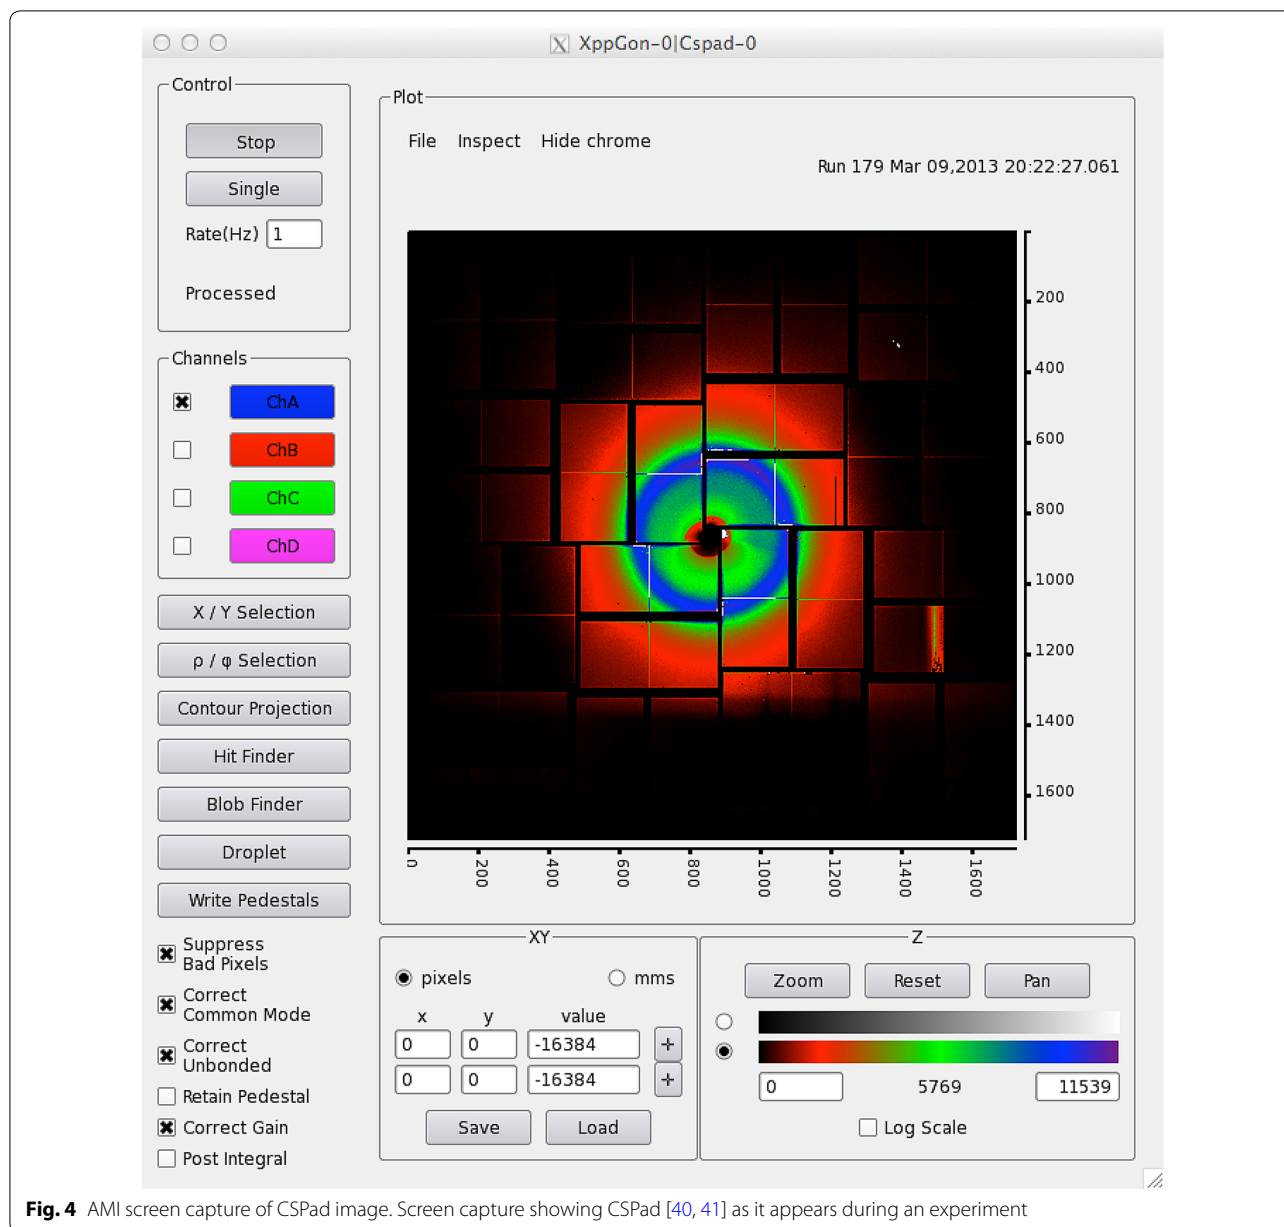 XppGon-0|Cspad-0
Control
Stop
Single
Rate(Hz) 1
Processed
Channels
ChA
ChB
ChC
ChD
X / Y Selection
ρ / φ Selection
Contour Projection
Hit Finder
Blob Finder
Droplet
Write Pedestals
Suppress
Bad Pixels
Correct
Common Mode
Correct
Unbonded
Retain Pedestal
Correct Gain
Post Integral
Plot
File Inspect Hide chrome
Run 179 Mar 09,2013 20:22:27.061
200
400
600
800
1000
1200
1400
1600
0 200 400 600 800 1000 1200 1400 1600
XY
pixels mms
x y value
0 0 -16384
0 0 -16384
Save Load
Z
Zoom Reset Pan
0 5769 11539
Log Scale
Fig. 4 AMI screen capture of CSPad image. Screen capture showing CSPad [40, 41] as it appears during an experiment